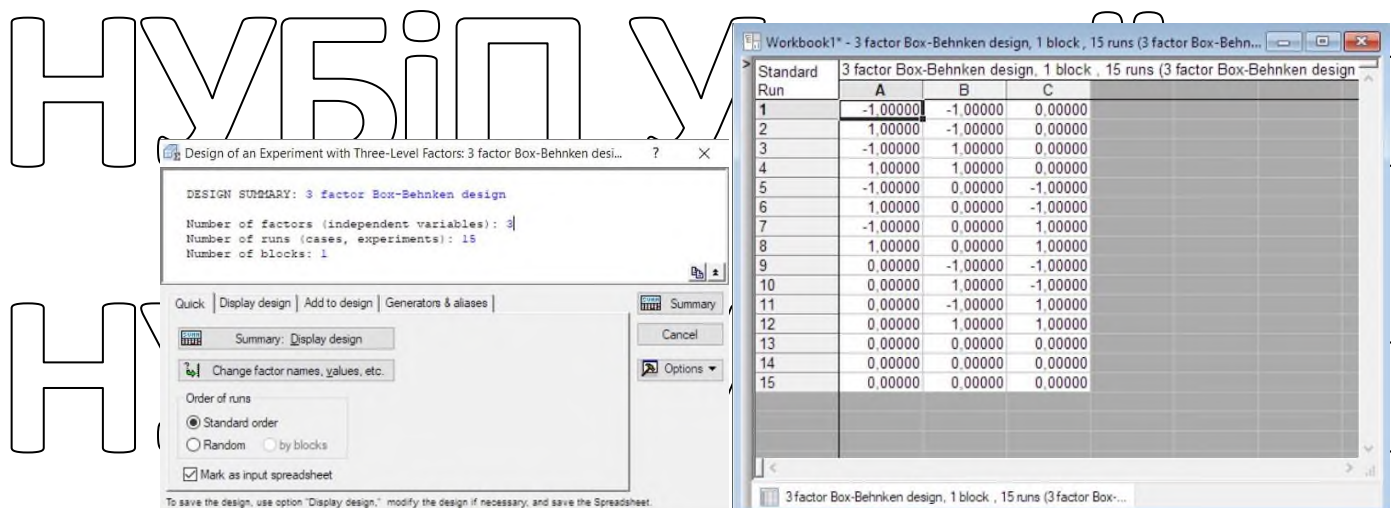 НУБіП У
Design of an Experiment with Three-Level Factors: 3 factor Box-Behnken desi... ? ×
DESIGN SUMMARY: 3 factor Box-Behnken design
Number of factors (independent variables): 3
Number of runs (cases, experiments): 15
Number of blocks: 1
Quick Display design Add to design Generators & aliases
Summary
Summary: Display design
Cancel
Change factor names, values, etc.
Options
Order of runs
Standard order
Random by blocks
Mark as input spreadsheet
To save the design, use option "Display design," modify the design if necessary, and save the Spreadsheet.
Workbook1* - 3 factor Box-Behnken design, 1 block , 15 runs (3 factor Box-Behn...
Standard Run 3 factor Box-Behnken design, 1 block , 15 runs (3 factor Box-Behnken design
A B C
1 -1,00000 -1,00000 0,00000
2 1,00000 -1,00000 0,00000
3 -1,00000 1,00000 0,00000
4 1,00000 1,00000 0,00000
5 -1,00000 0,00000 -1,00000
6 1,00000 0,00000 -1,00000
7 -1,00000 0,00000 1,00000
8 1,00000 0,00000 1,00000
9 0,00000 -1,00000 -1,00000
10 0,00000 1,00000 -1,00000
11 0,00000 -1,00000 1,00000
12 0,00000 1,00000 1,00000
13 0,00000 0,00000 0,00000
14 0,00000 0,00000 0,00000
15 0,00000 0,00000 0,00000
3 factor Box-Behnken design, 1 block , 15 runs (3 factor Box-...